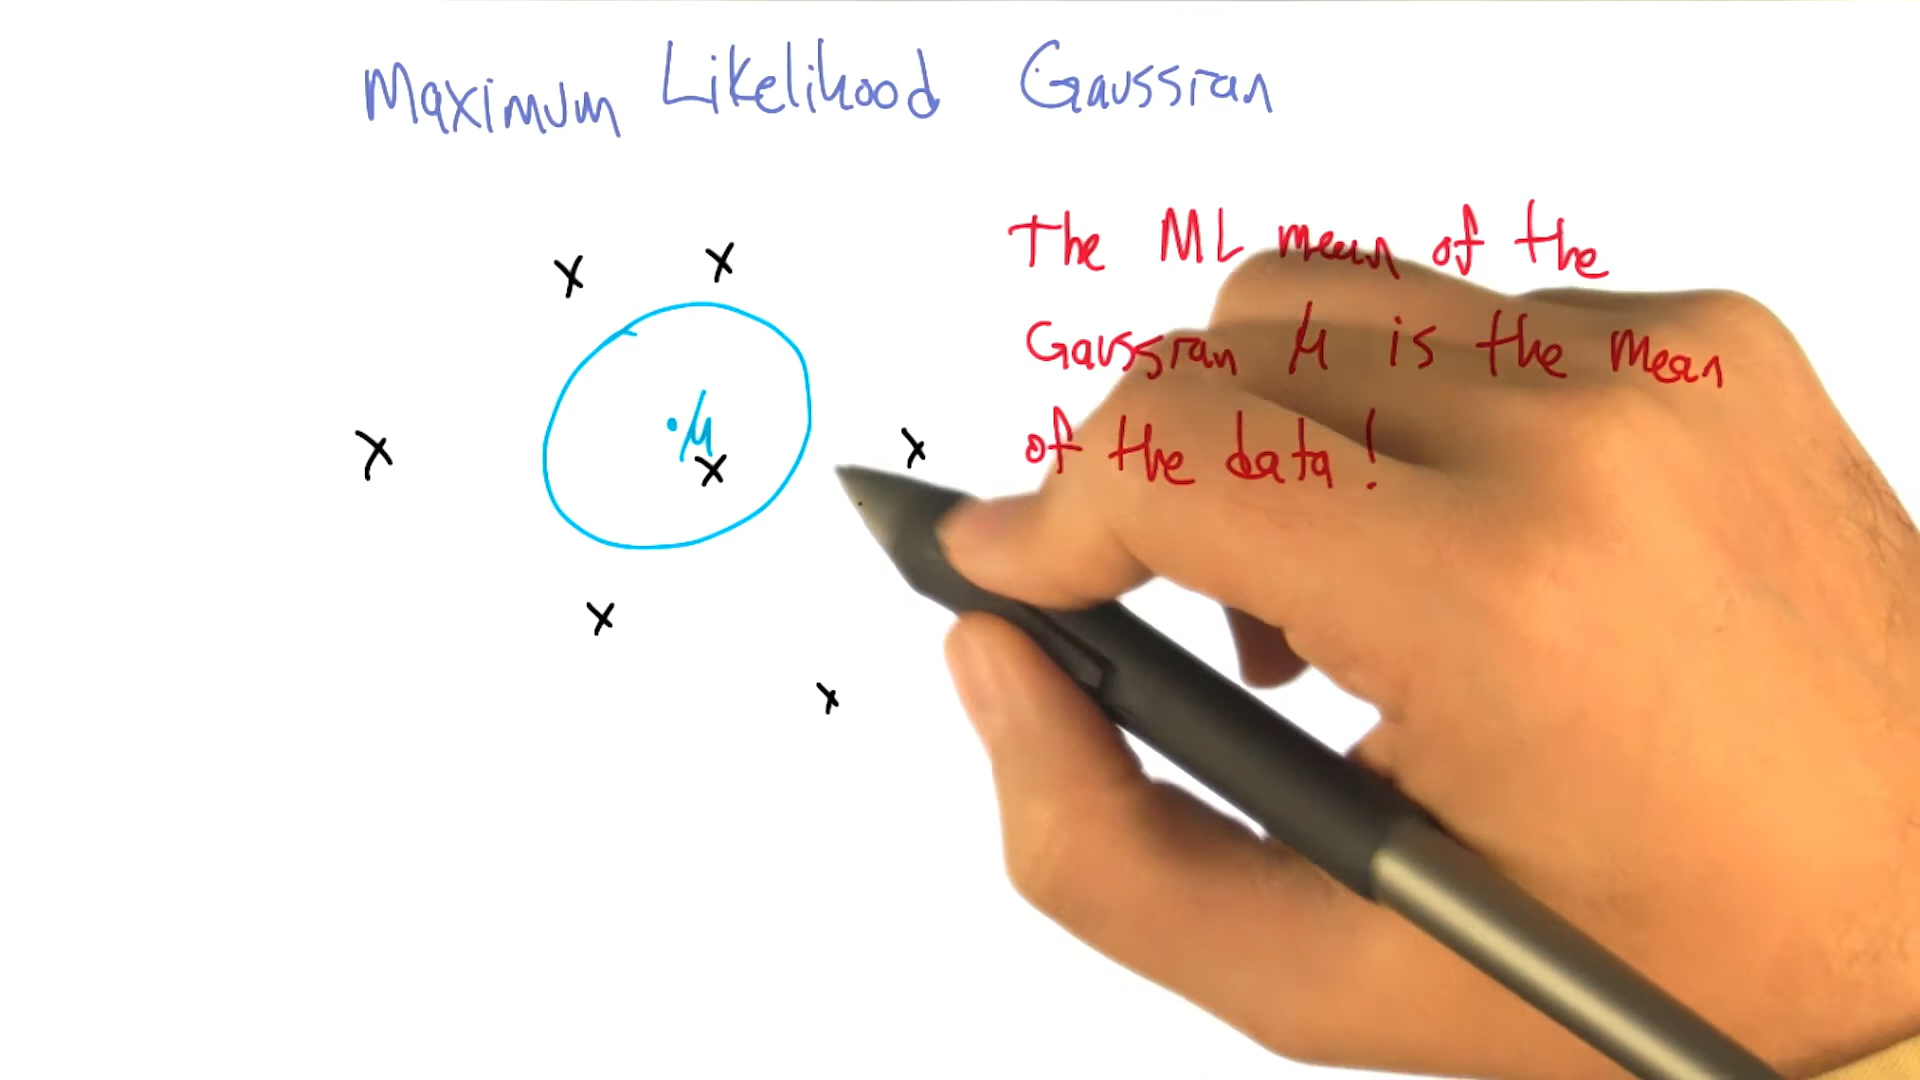 Maximum Likelihood Gaussian
The ML mean of the
Gaussian μ is the mean
of the data!
x x
·μ
x x x
x
x